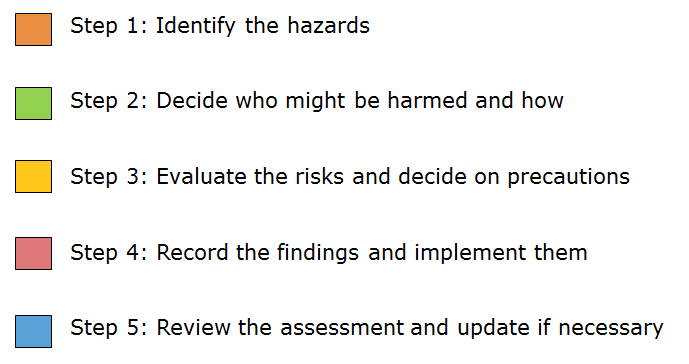 Step 1: Identify the hazards
Step 2: Decide who might be harmed and how
Step 3: Evaluate the risks and decide on precautions
Step 4: Record the findings and implement them
Step 5: Review the assessment and update if necessary